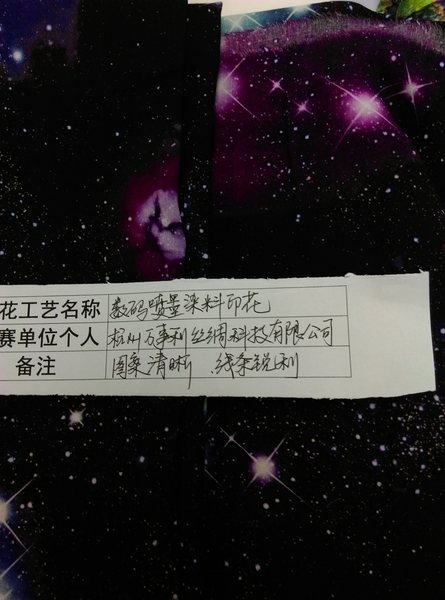 花工艺名称 数码喷墨染料印花
赛单位个人 杭州万事利丝绸科技有限公司
备注 图案清晰 线条锐利